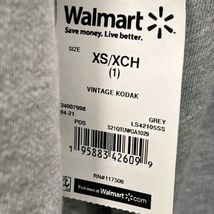 Walmart
Save money. Live better.
SIZE
XS/XCH
(1)
VINTAGE KODAK
34007998 GREY
04-21 LS42105SS
POS
1 95883 42609 9
RN#117508
Find more at Walmart.com